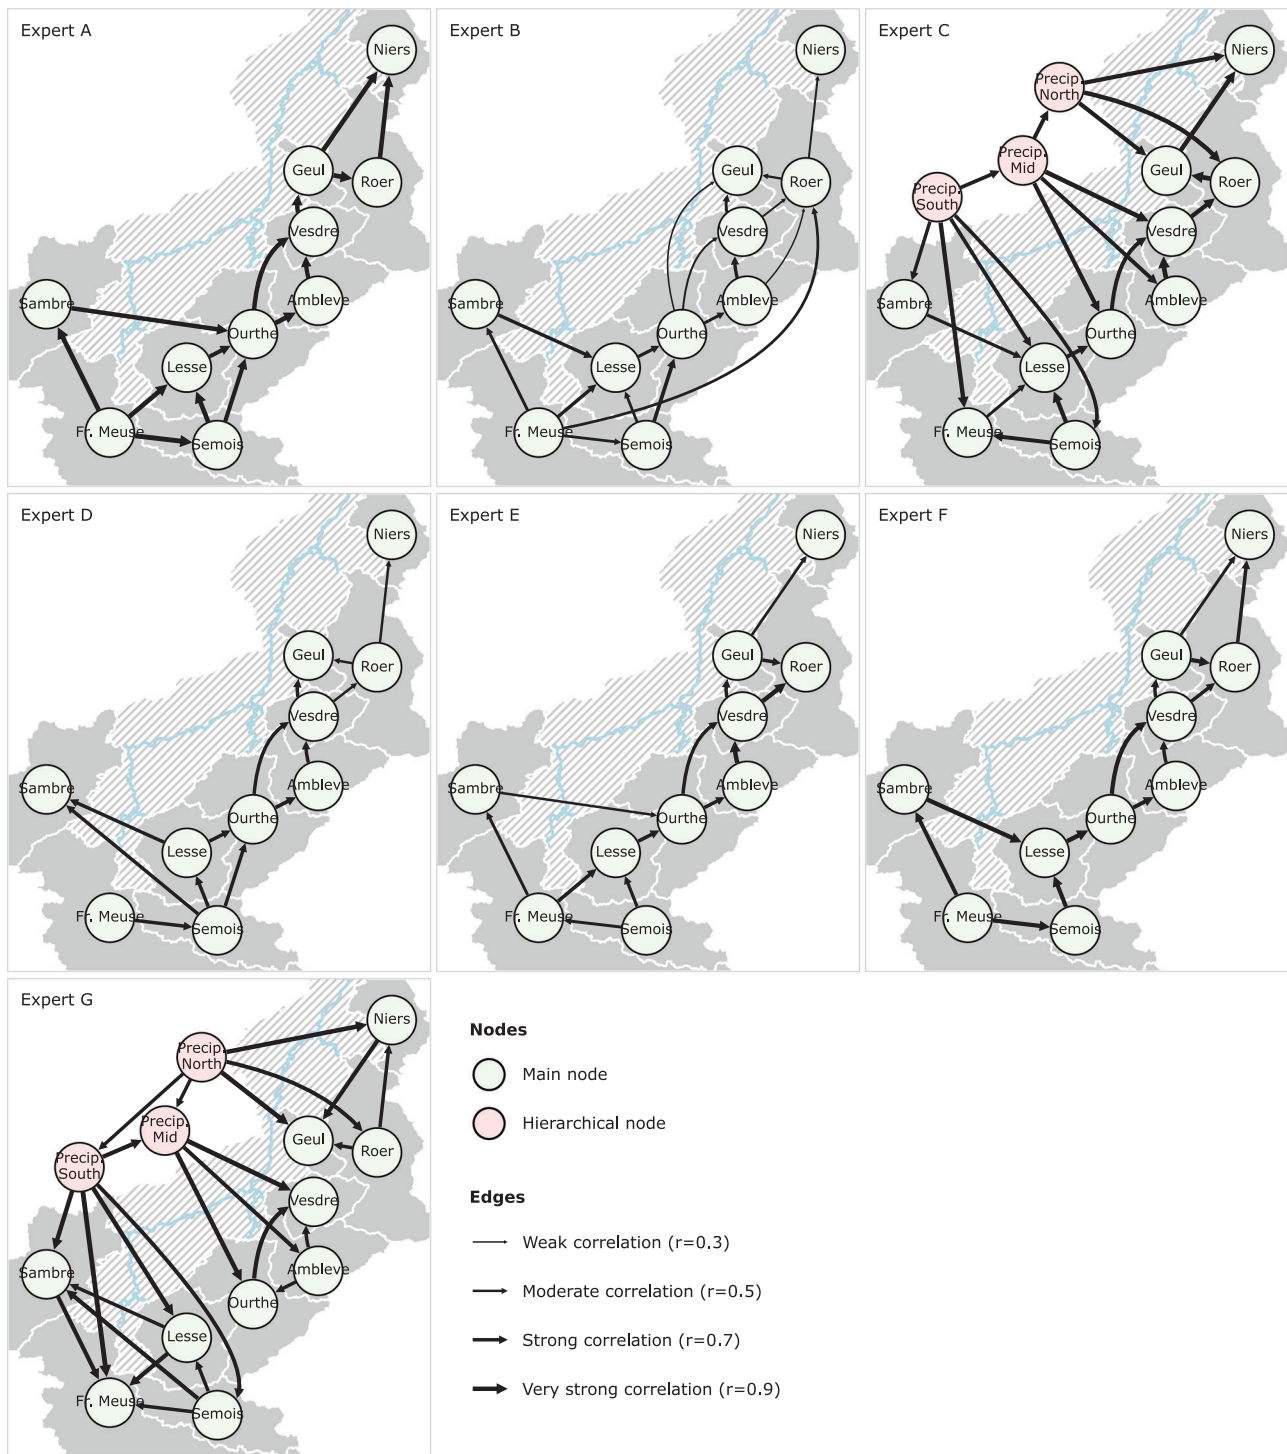 Expert A
Niers
Geul
Roer
Vesdre
Sambre
Ambleve
Ourthe
Lesse
Fr. Meuse
Semois
Expert B
Niers
Geul
Roer
Vesdre
Sambre
Ambleve
Ourthe
Lesse
Fr. Meuse
Semois
Expert C
Niers
Precip.
North
Precip.
Mid
Geul
Roer
Precip.
South
Vesdre
Sambre
Ambleve
Ourthe
Lesse
Fr. Meuse
Semois
Expert D
Niers
Geul
Roer
Vesdre
Sambre
Ambleve
Ourthe
Lesse
Fr. Meuse
Semois
Expert E
Niers
Geul
Roer
Vesdre
Sambre
Ambleve
Ourthe
Lesse
Fr. Meuse
Semois
Expert F
Niers
Geul
Roer
Vesdre
Sambre
Ambleve
Ourthe
Lesse
Fr. Meuse
Semois
Expert G
Niers
Precip.
North
Precip.
Mid
Geul
Roer
Precip.
South
Vesdre
Sambre
Ambleve
Ourthe
Lesse
Fr. Meuse
Semois
Nodes
Main node
Hierarchical node
Edges
Weak correlation (r=0.3)
Moderate correlation (r=0.5)
Strong correlation (r=0.7)
Very strong correlation (r=0.9)